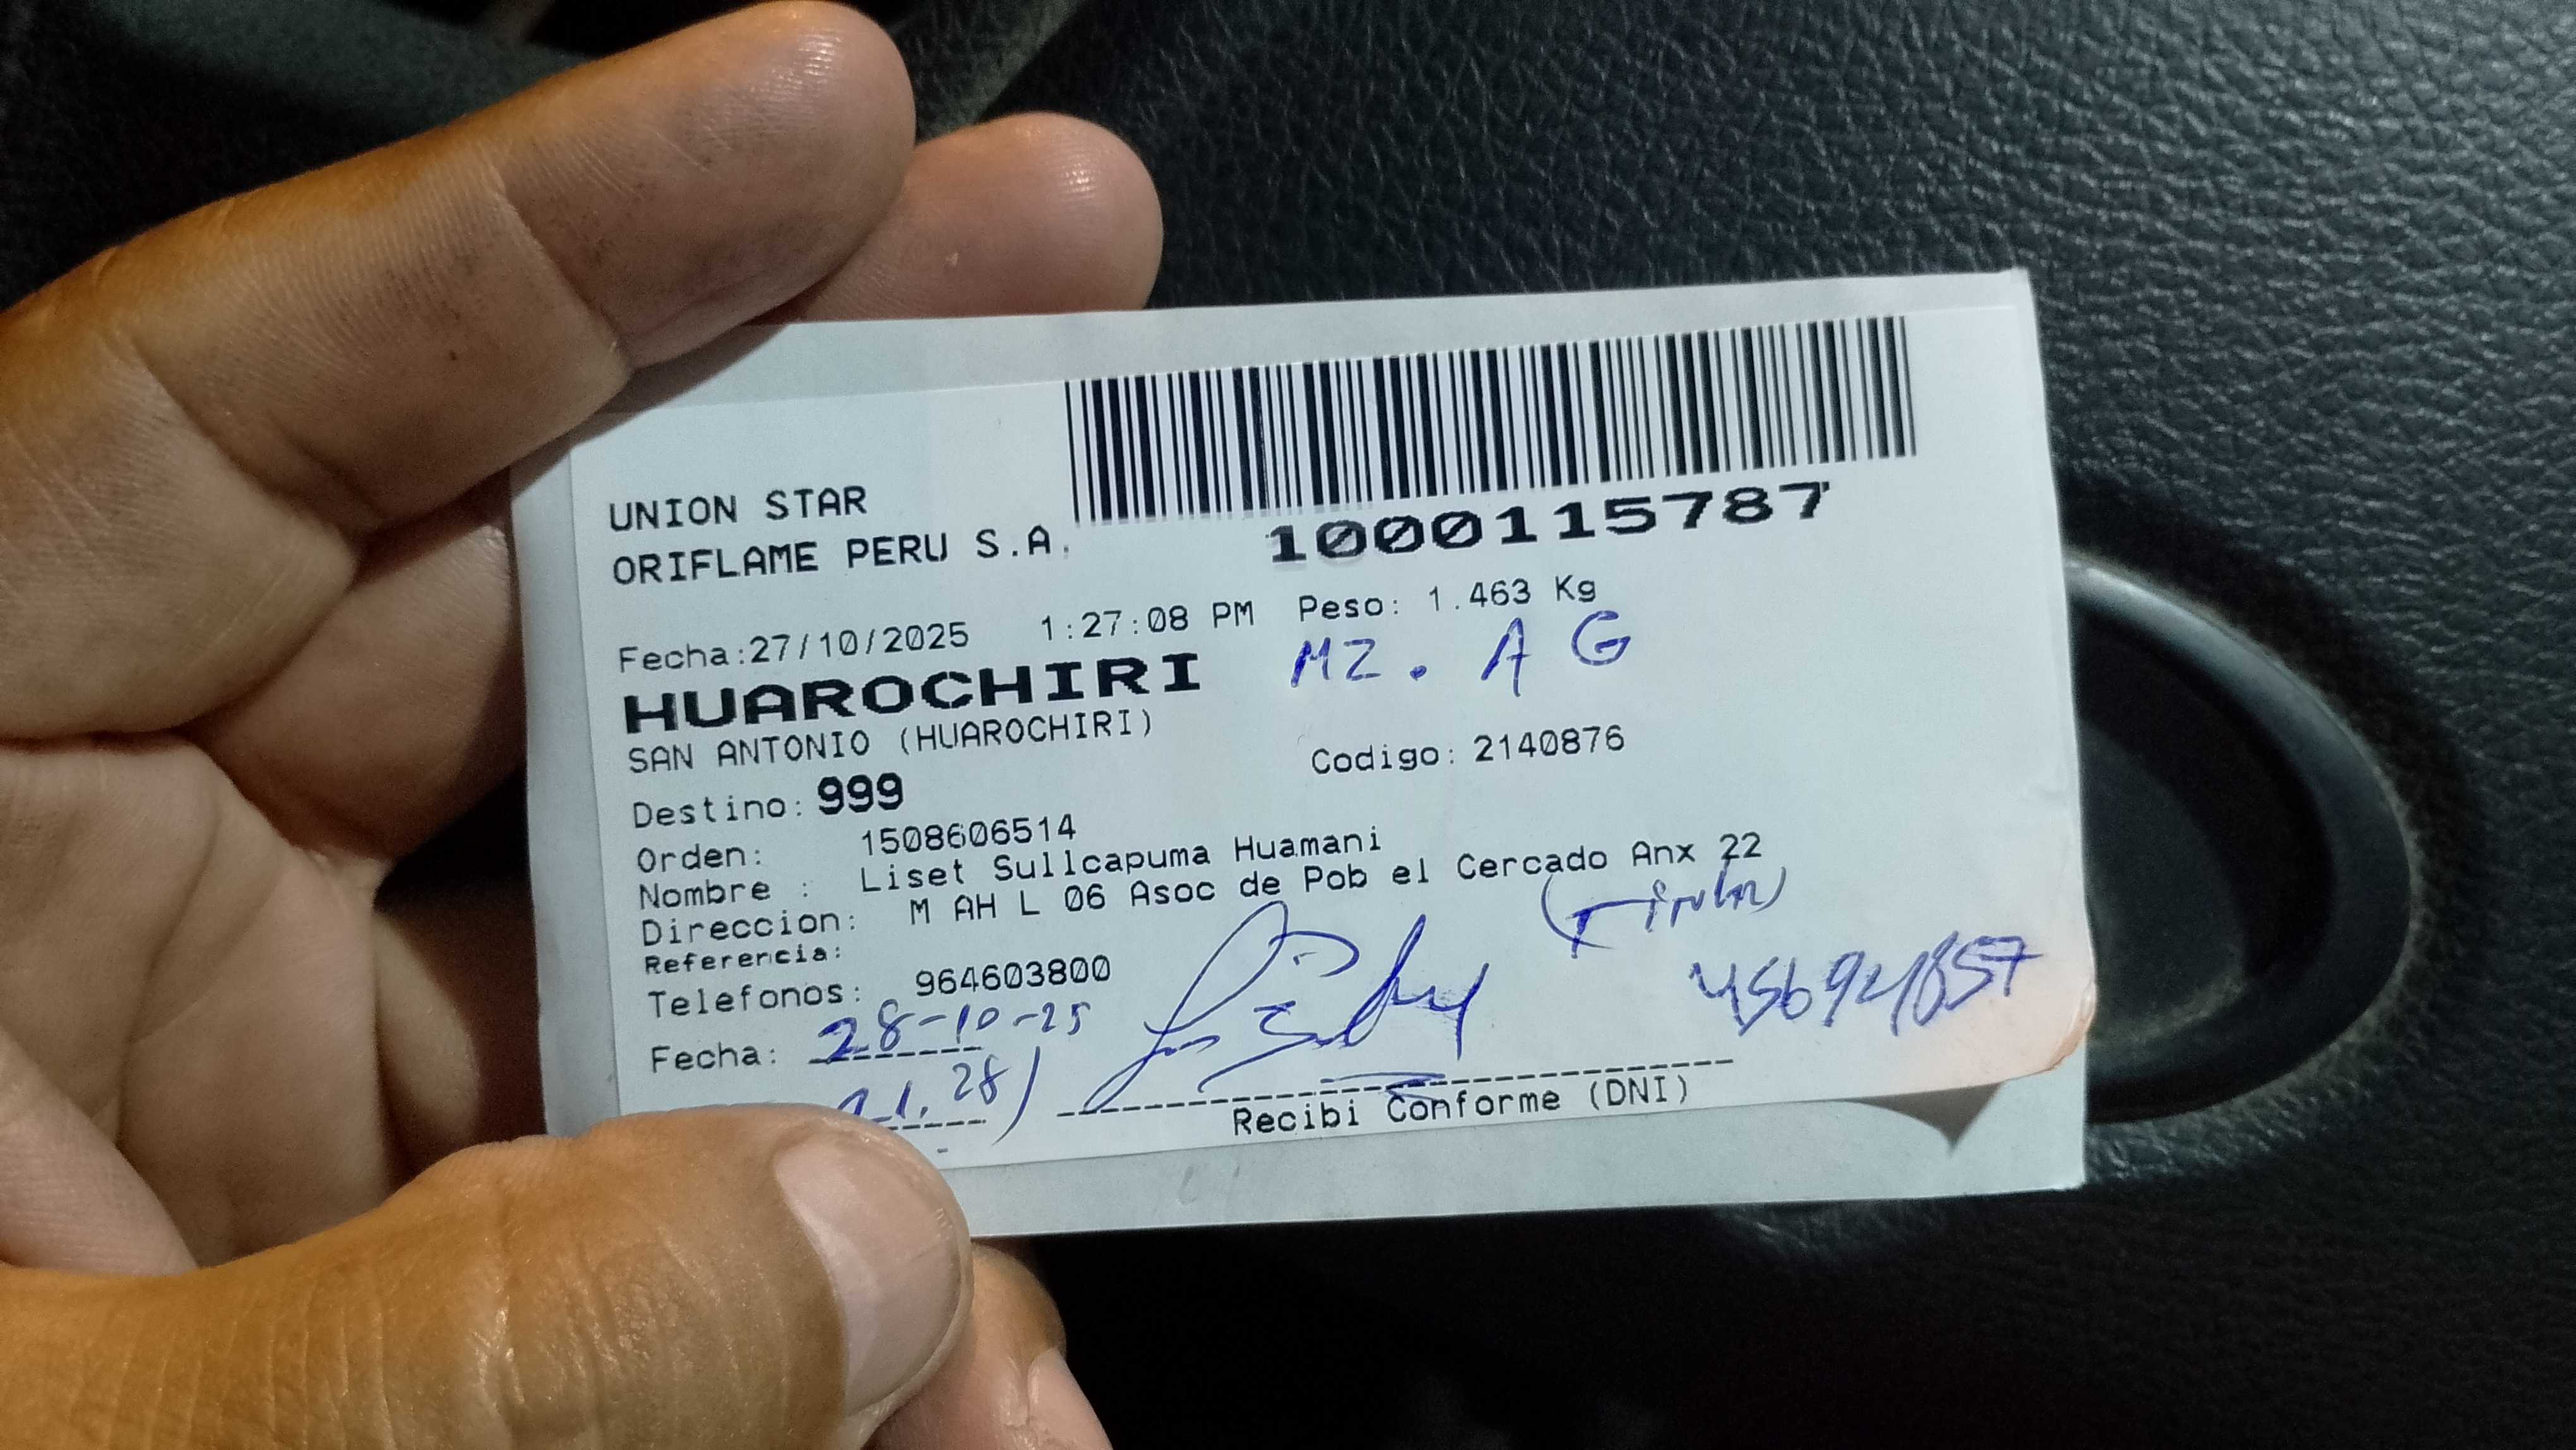 UNION STAR
ORIFLAME PERU S.A.
1000115787
Fecha:27/10/2025 1:27:08 PM Peso: 1.463 Kg
HUAROCHIRI MZ. A G
SAN ANTONIO (HUAROCHIRI)
Destino: 999 Codigo: 2140876
Orden: 1508606514
Nombre : Liset Sullcapuma Huamani
Direccion: M AH L 06 Asoc de Pob el Cercado Anx 22
Referencia: (Titular)
Telefonos: 964603800
Fecha: 28-10-25
Recibi Conforme (DNI)